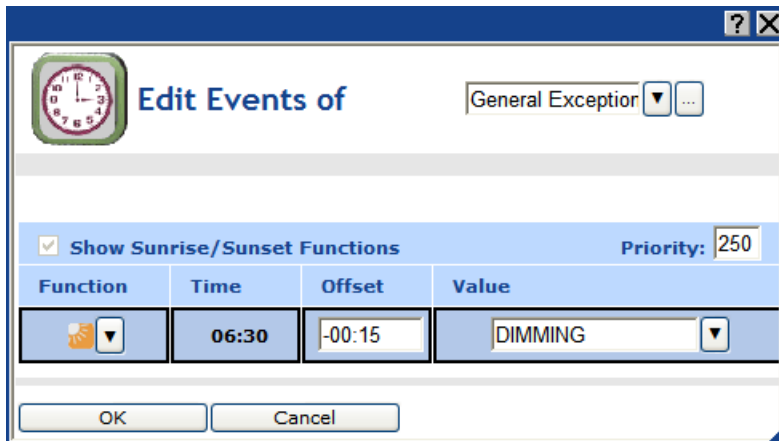 Edit Events of
General Exception
...
Show Sunrise/Sunset Functions Priority: 250
Function Time Offset Value
06:30 -00:15 DIMMING
OK Cancel